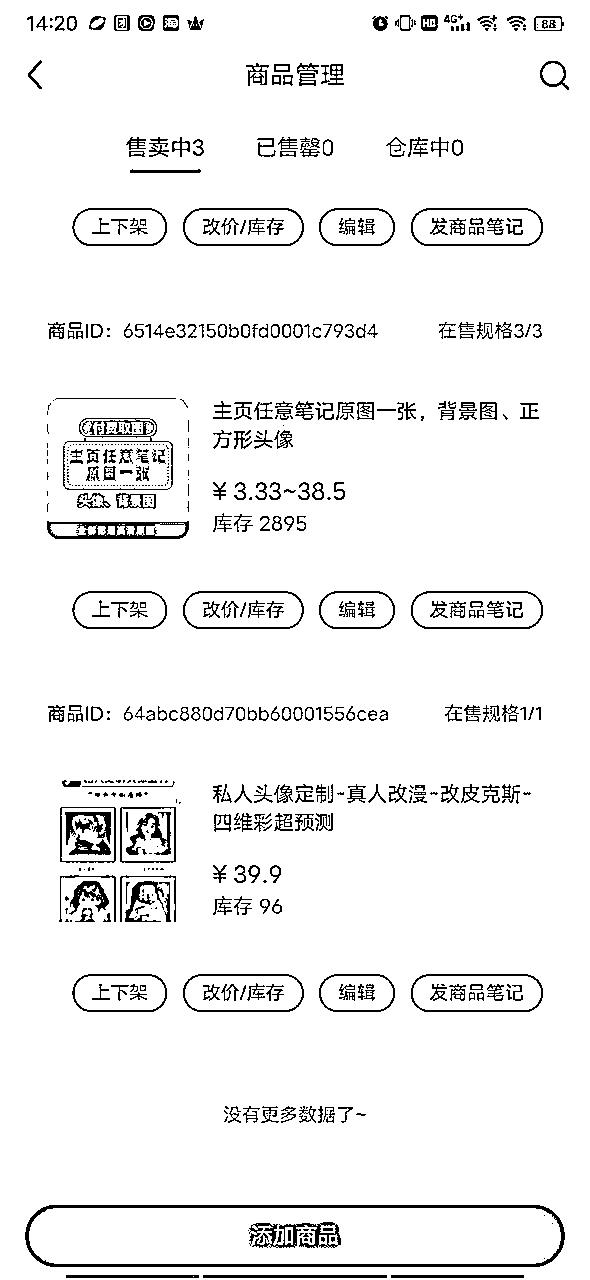 14:20
HD 4G+ 88
商品管理
售卖中3 已售罄0 仓库中0
上下架 改价/库存 编辑 发商品笔记
商品ID：6514e32150b0fd0001c793d4 在售规格3/3
付费取图
主页任意笔记
原图一张
头像、背景图
主页任意笔记原图一张，背景图、正
方形头像
¥ 3.33~38.5
库存 2895
上下架 改价/库存 编辑 发商品笔记
商品ID：64abc880d70bb60001556cea 在售规格1/1
私人头像定制~真人改漫~改皮克斯~
四维彩超预测
¥ 39.9
库存 96
上下架 改价/库存 编辑 发商品笔记
没有更多数据了~
添加商品